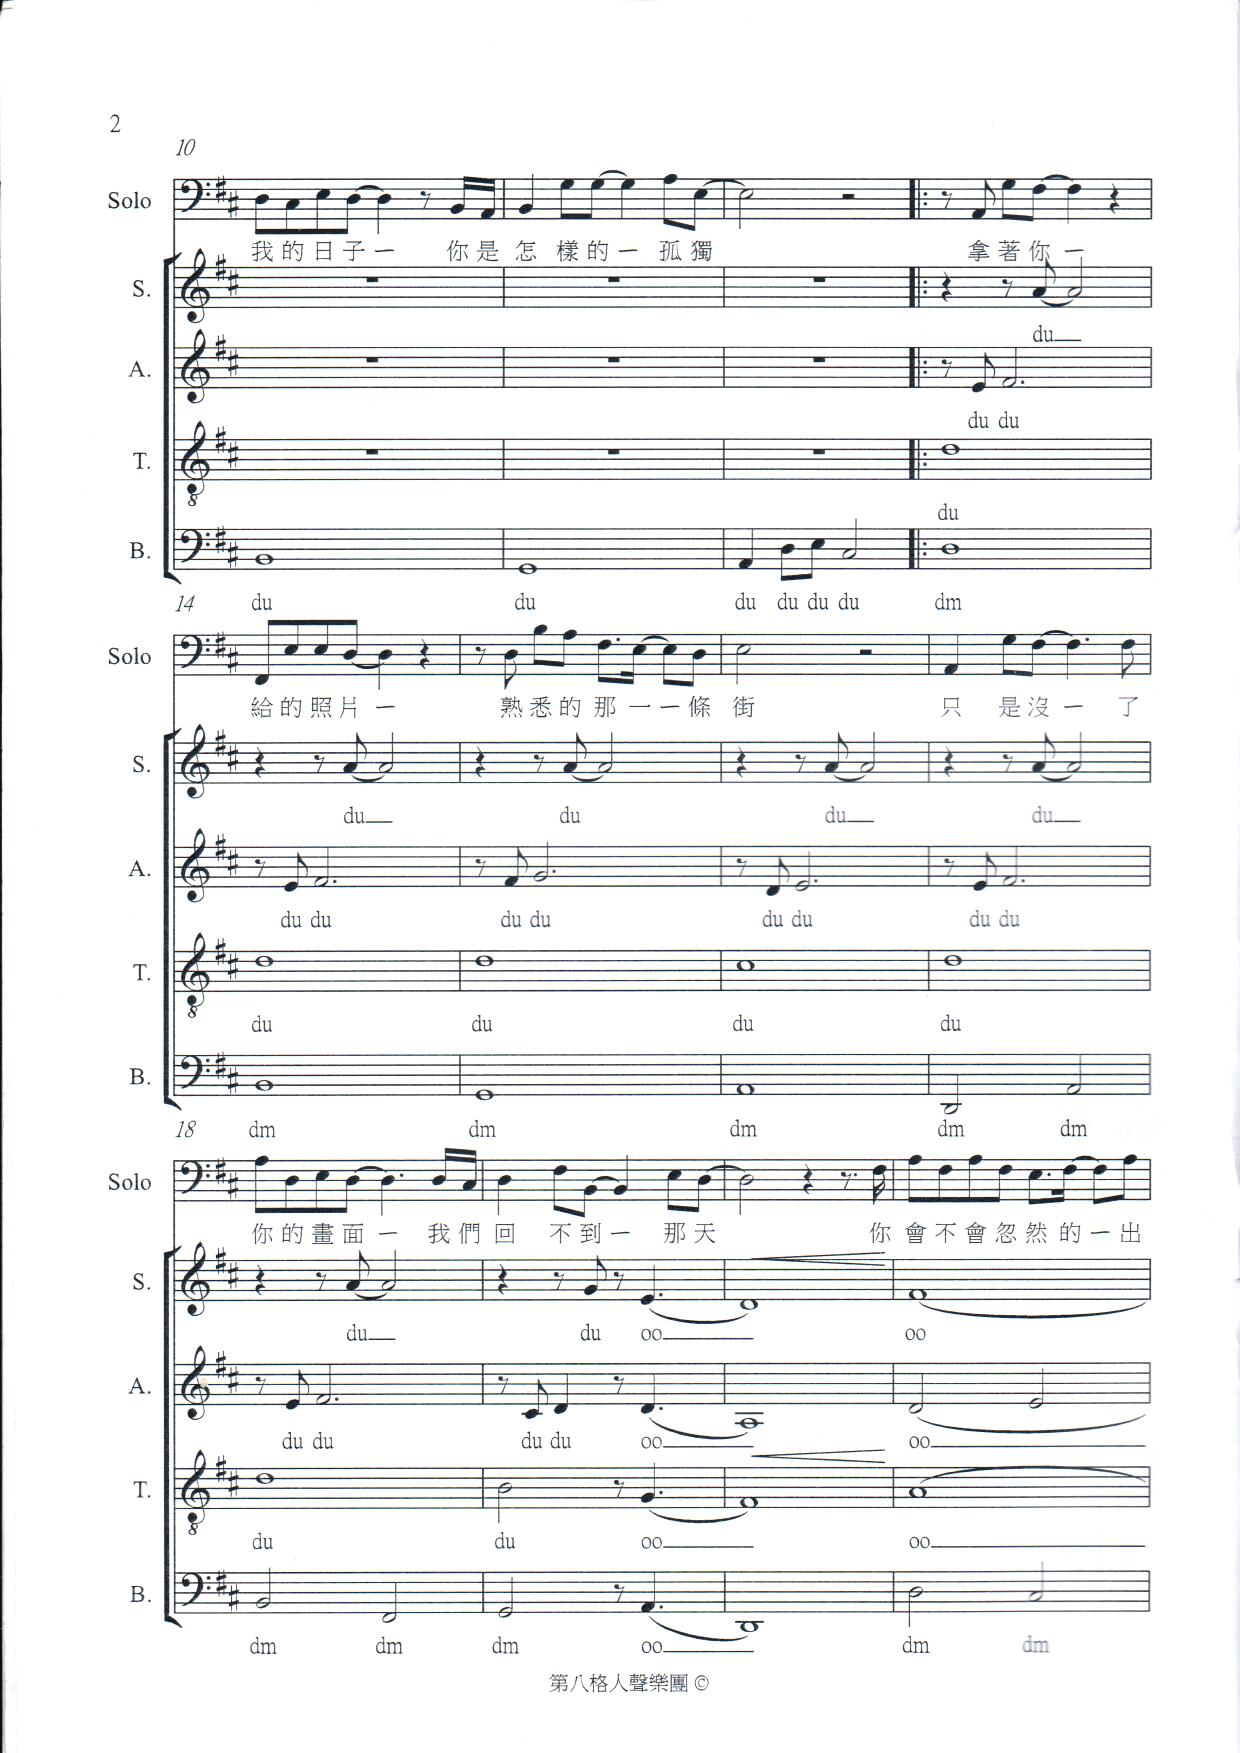 2
10
Solo
我的日子一 你是怎樣的一孤獨 拿著你一
S.
du
A.
du du
T.
8
du
B.
du du du du du du dm
14
Solo
給的照片一 熟悉的那一一條街 只是沒一了
S.
du du du du
A.
du du du du du du du du
T.
8
du du du du
B.
dm dm dm dm dm
18
Solo
你的畫面一我們回不到一那天 你會不會忽然的一出
S.
du du oo oo
A.
du du du du oo oo
T.
8
du du oo oo
B.
dm dm dm oo dm dm
第八格人聲樂團 ©